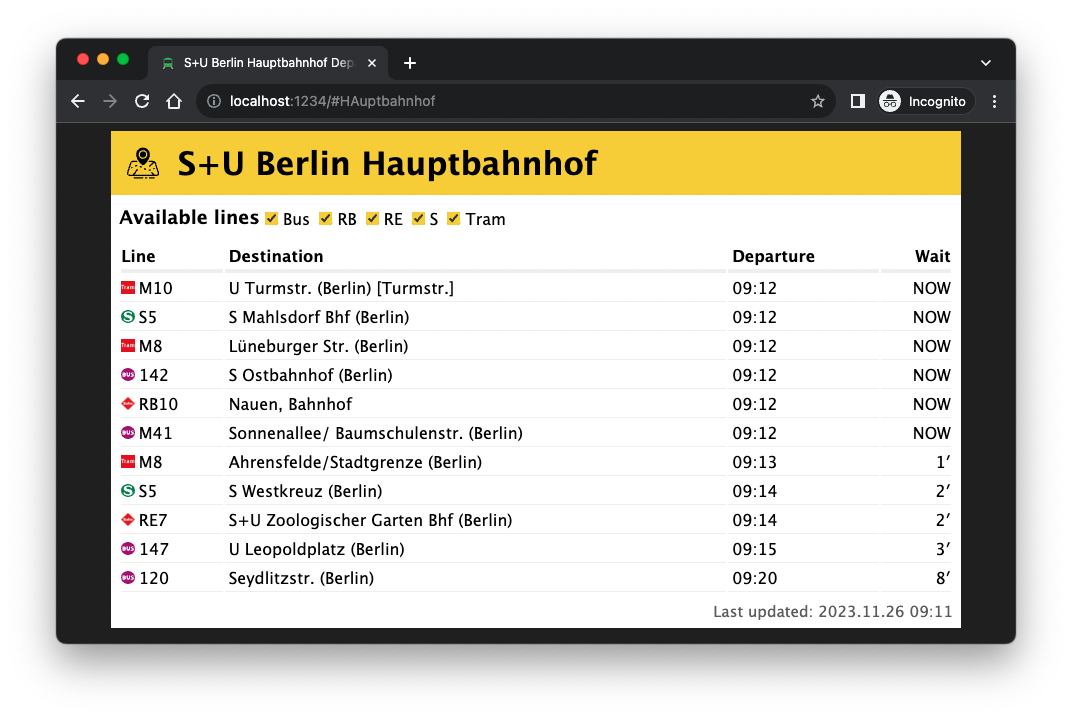 S+U Berlin Hauptbahnhof Dep
localhost:1234/#HAuptbahnhof
Incognito
S+U Berlin Hauptbahnhof
Available lines Bus RB RE S Tram
Line Destination Departure Wait
Tram M10 U Turmstr. (Berlin) [Turmstr.] 09:12 NOW
S S5 S Mahlsdorf Bhf (Berlin) 09:12 NOW
Tram M8 Lüneburger Str. (Berlin) 09:12 NOW
BUS 142 S Ostbahnhof (Berlin) 09:12 NOW
RB10 Nauen, Bahnhof 09:12 NOW
BUS M41 Sonnenallee/ Baumschulenstr. (Berlin) 09:12 NOW
Tram M8 Ahrensfelde/Stadtgrenze (Berlin) 09:13 1′
S S5 S Westkreuz (Berlin) 09:14 2′
RE7 S+U Zoologischer Garten Bhf (Berlin) 09:14 2′
BUS 147 U Leopoldplatz (Berlin) 09:15 3′
BUS 120 Seydlitzstr. (Berlin) 09:20 8′
Last updated: 2023.11.26 09:11